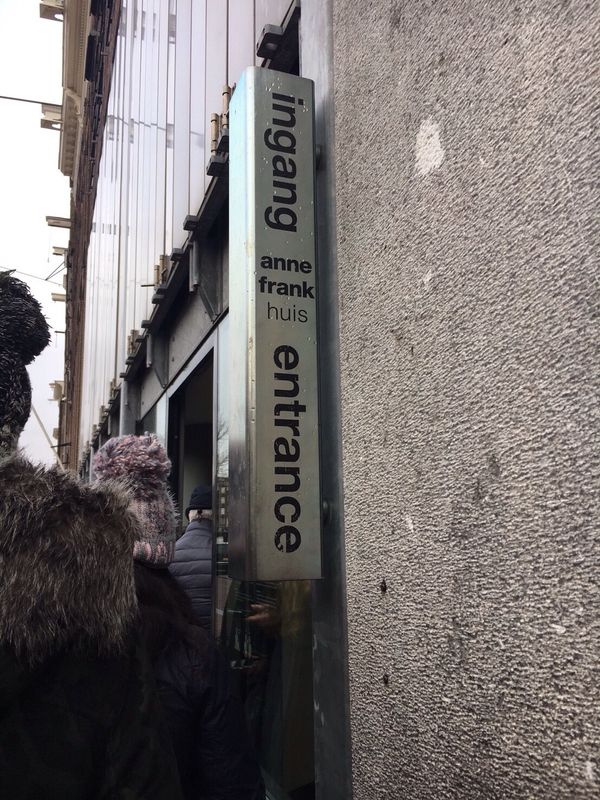 ingang
anne
frank
huis
entrance